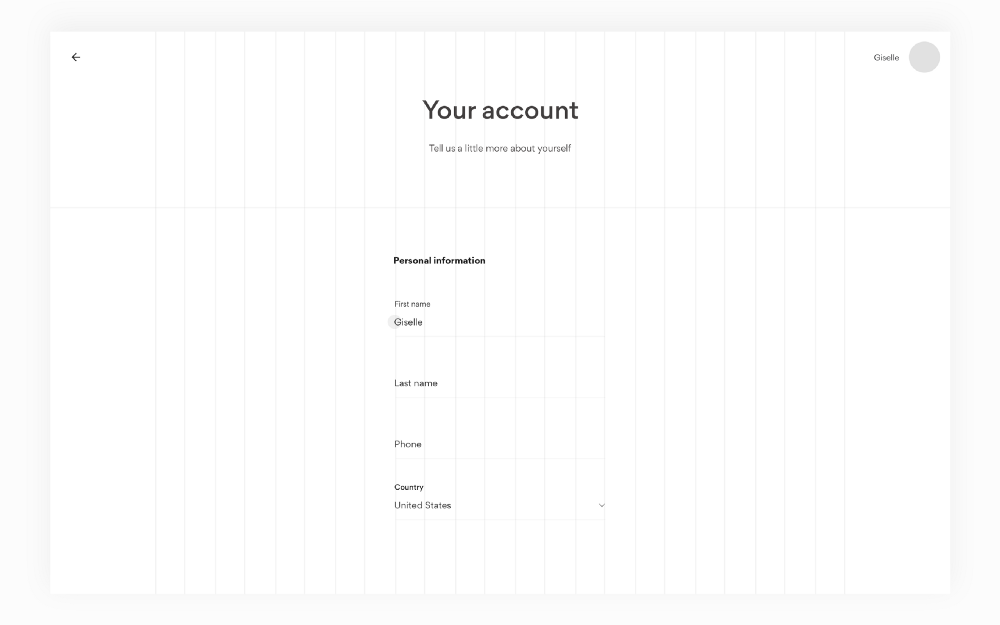 Giselle
Your account
Tell us a little more about yourself
Personal information
First name
Giselle
Last name
Phone
Country
United States